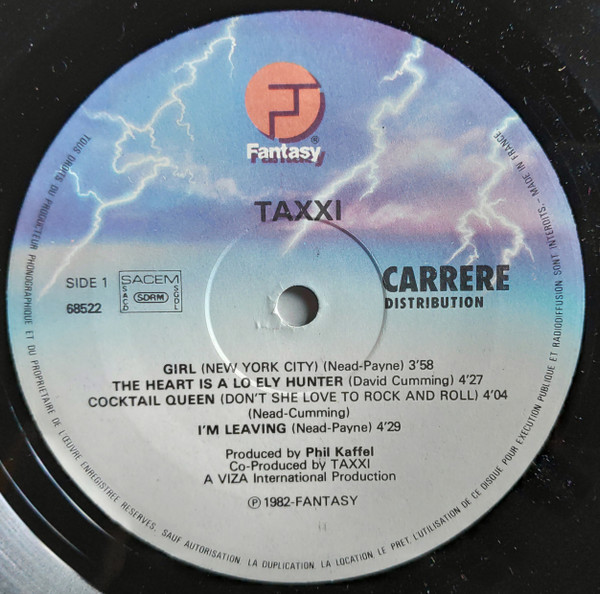 Fantasy®
TAXXI
SIDE 1
68522
SACEM
SACD
SDRM
SCGL
CARRERE
DISTRIBUTION
GIRL (NEW YORK CITY) (Nead-Payne) 3'58
THE HEART IS A LO ELY HUNTER (David Cumming) 4'27
COCKTAIL QUEEN (DON'T SHE LOVE TO ROCK AND ROLL) 4'04
(Nead-Cumming)
I'M LEAVING (Nead-Payne) 4'29
Produced by Phil Kaffel
Co-Produced by TAXXI
A VIZA International Production
℗ 1982-FANTASY
TOUS DROITS DU PRODUCTEUR PHONOGRAPHIQUE ET DU PROPRIETAIRE DE L'ŒUVRE ENREGISTREE RESERVES. SAUF AUTORISATION LA DUPLICATION, LA LOCATION, LE PRET, L'UTILISATION DE CE DISQUE POUR EXECUTION PUBLIQUE ET RADIODIFFUSION SONT INTERDITS - MADE IN FRANCE